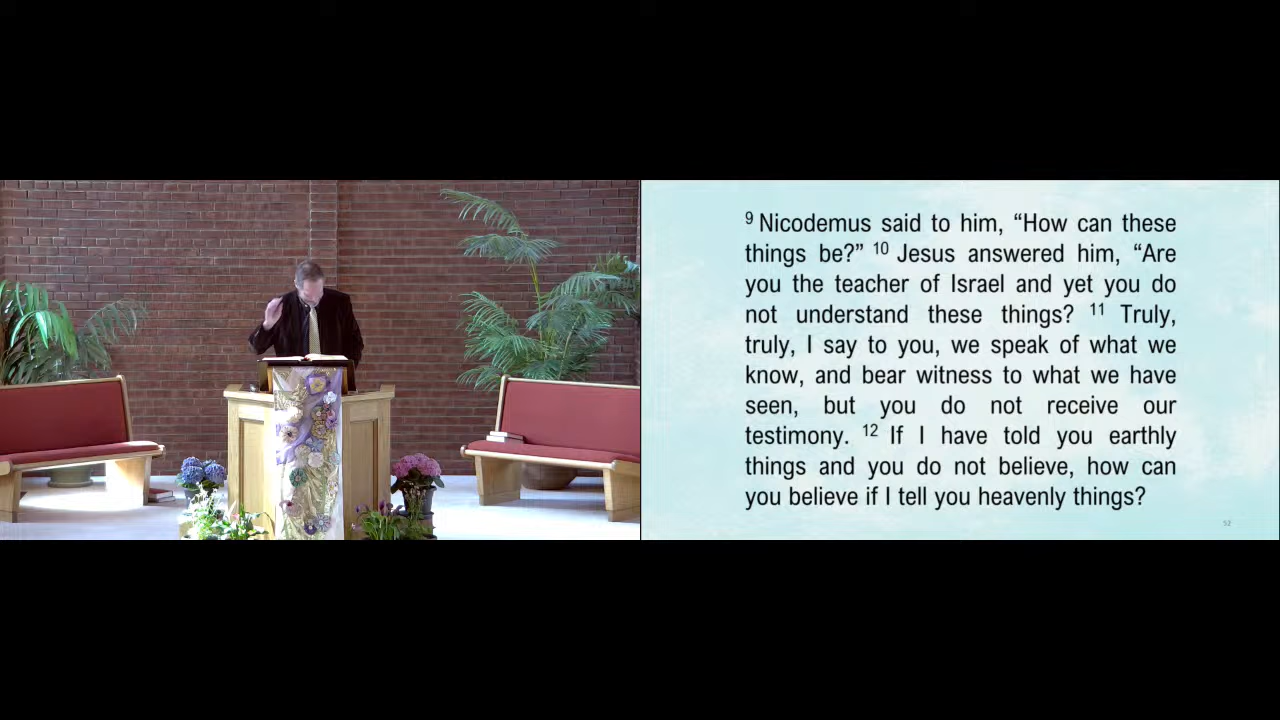 9 Nicodemus said to him, “How can these
things be?” 10 Jesus answered him, “Are
you the teacher of Israel and yet you do
not understand these things? 11 Truly,
truly, I say to you, we speak of what we
know, and bear witness to what we have
seen, but you do not receive our
testimony. 12 If I have told you earthly
things and you do not believe, how can
you believe if I tell you heavenly things?
52